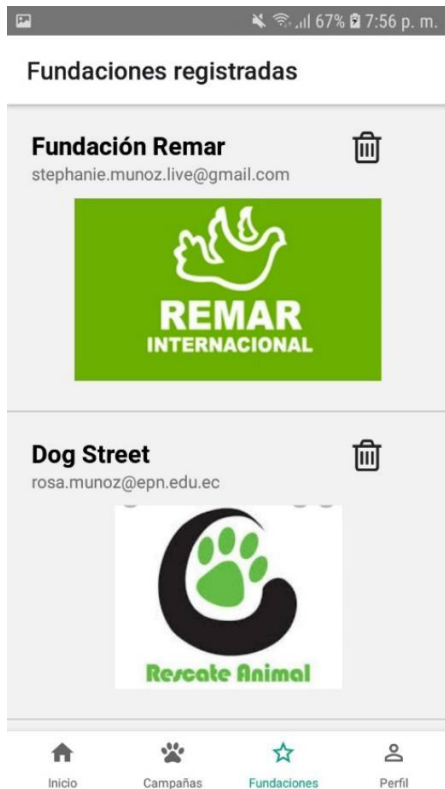 67% 7:56 p. m.
Fundaciones registradas
Fundación Remar
stephanie.munoz.live@gmail.com
REMAR
INTERNACIONAL
Dog Street
rosa.munoz@epn.edu.ec
Rescate Animal
Inicio Campañas Fundaciones Perfil